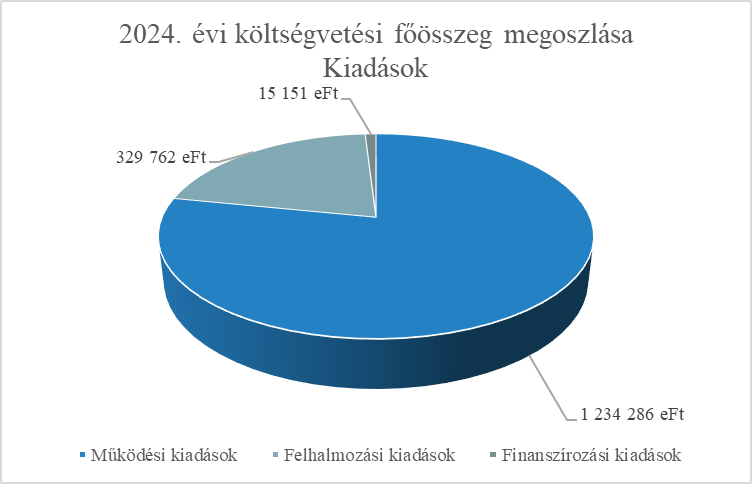 2024. évi költségvetési főösszeg megoszlása
Kiadások
15 151 eFt
329 762 eFt
1 234 286 eFt
Működési kiadások
Felhalmozási kiadások
Finanszírozási kiadások